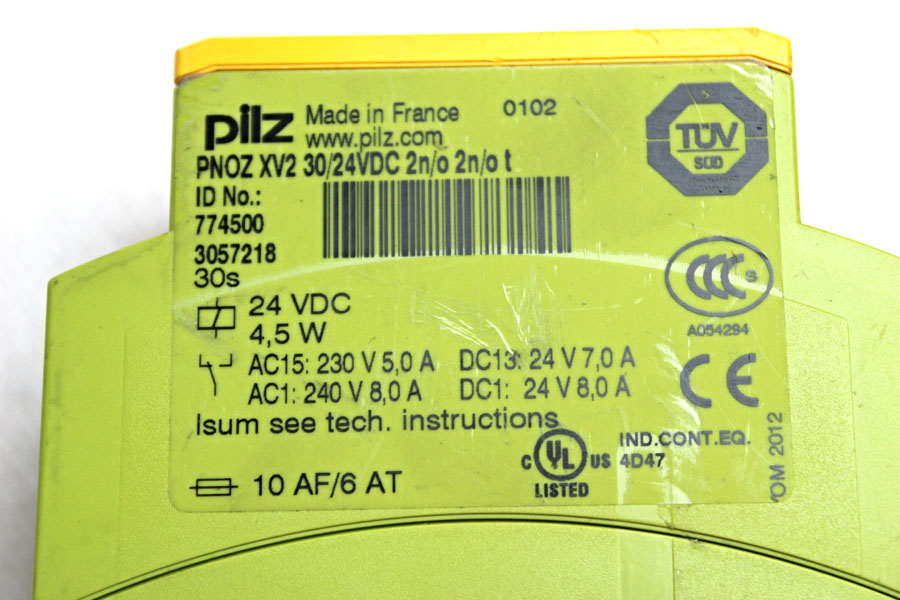 pilz Made in France 0102
www.pilz.com
PNOZ XV2 30/24VDC 2n/o 2n/o t
ID No.:
774500
3057218
30s
24 VDC
4,5 W
AC15: 230 V 5,0 A DC13: 24 V 7,0 A
AC1: 240 V 8,0 A DC1: 24 V 8,0 A
Isum see tech. instructions
10 AF/6 AT
TÜV
SÜD
CCC S
A054294
CE
C UL US
LISTED
IND.CONT.EQ.
4D47
YOM 2012